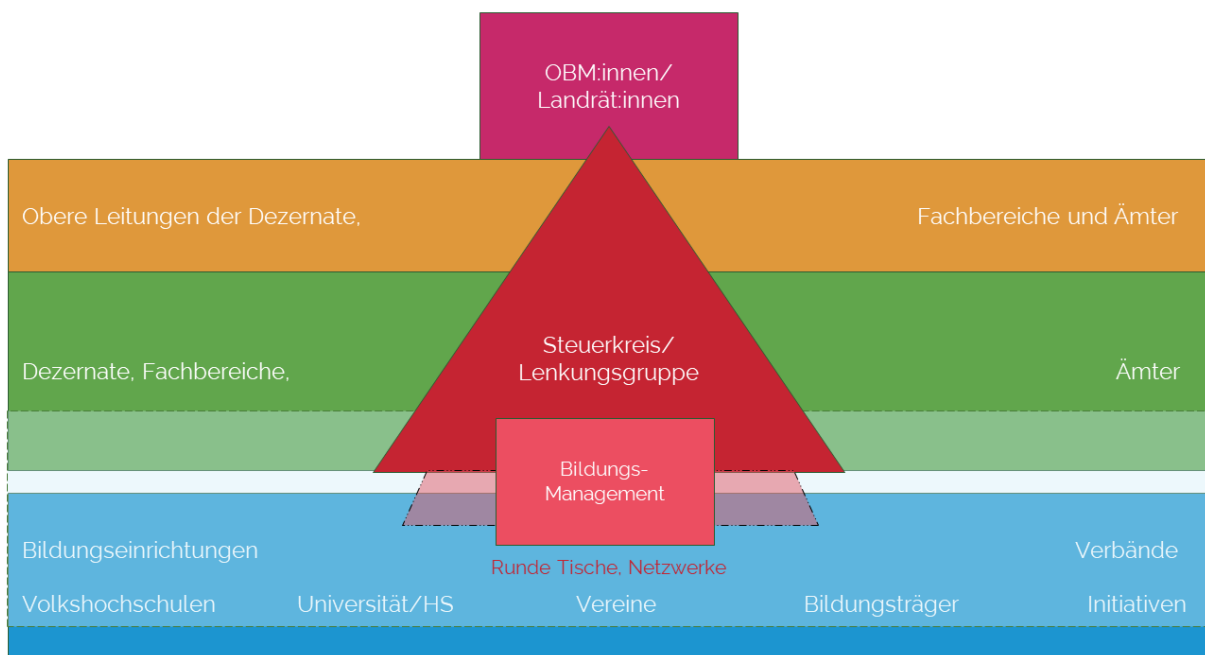 OBM:innen/
Landrät:innen
Obere Leitungen der Dezernate,
Fachbereiche und Ämter
Steuerkreis/
Lenkungsgruppe
Dezernate, Fachbereiche,
Ämter
Bildungs-
Management
Bildungseinrichtungen
Verbände
Runde Tische, Netzwerke
Volkshochschulen
Universität/HS
Vereine
Bildungsträger
Initiativen